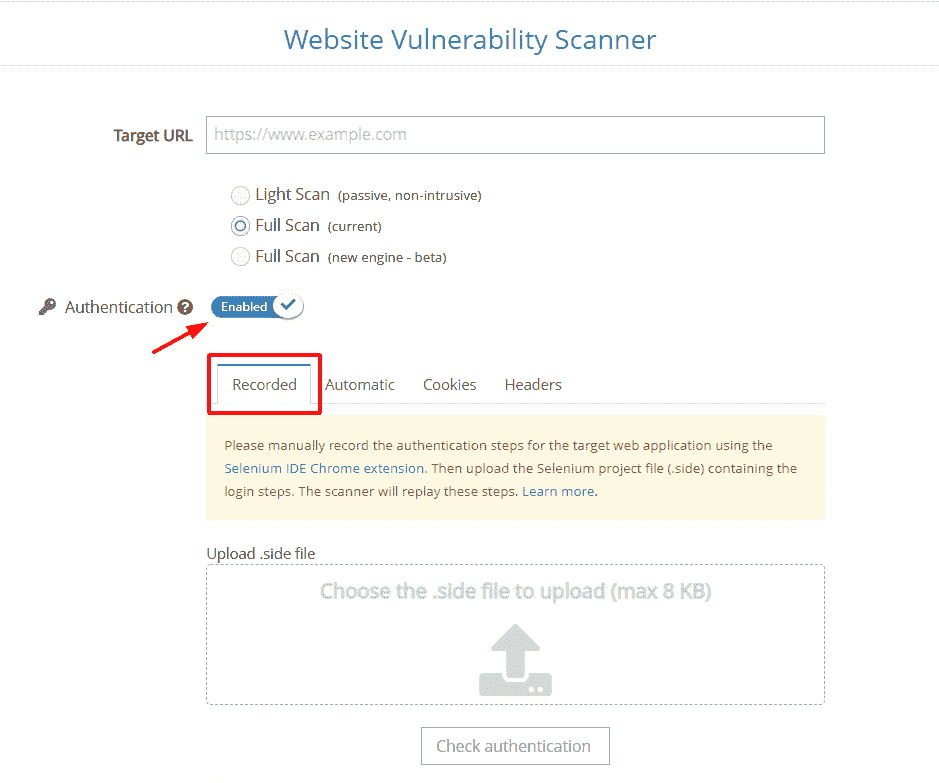 Website Vulnerability Scanner
Target URL
https://www.example.com
Light Scan (passive, non-intrusive)
Full Scan (current)
Full Scan (new engine - beta)
Authentication ? Enabled
Recorded Automatic Cookies Headers
Please manually record the authentication steps for the target web application using the
Selenium IDE Chrome extension. Then upload the Selenium project file (.side) containing the
login steps. The scanner will replay these steps. Learn more.
Upload .side file
Choose the .side file to upload (max 8 KB)
Check authentication